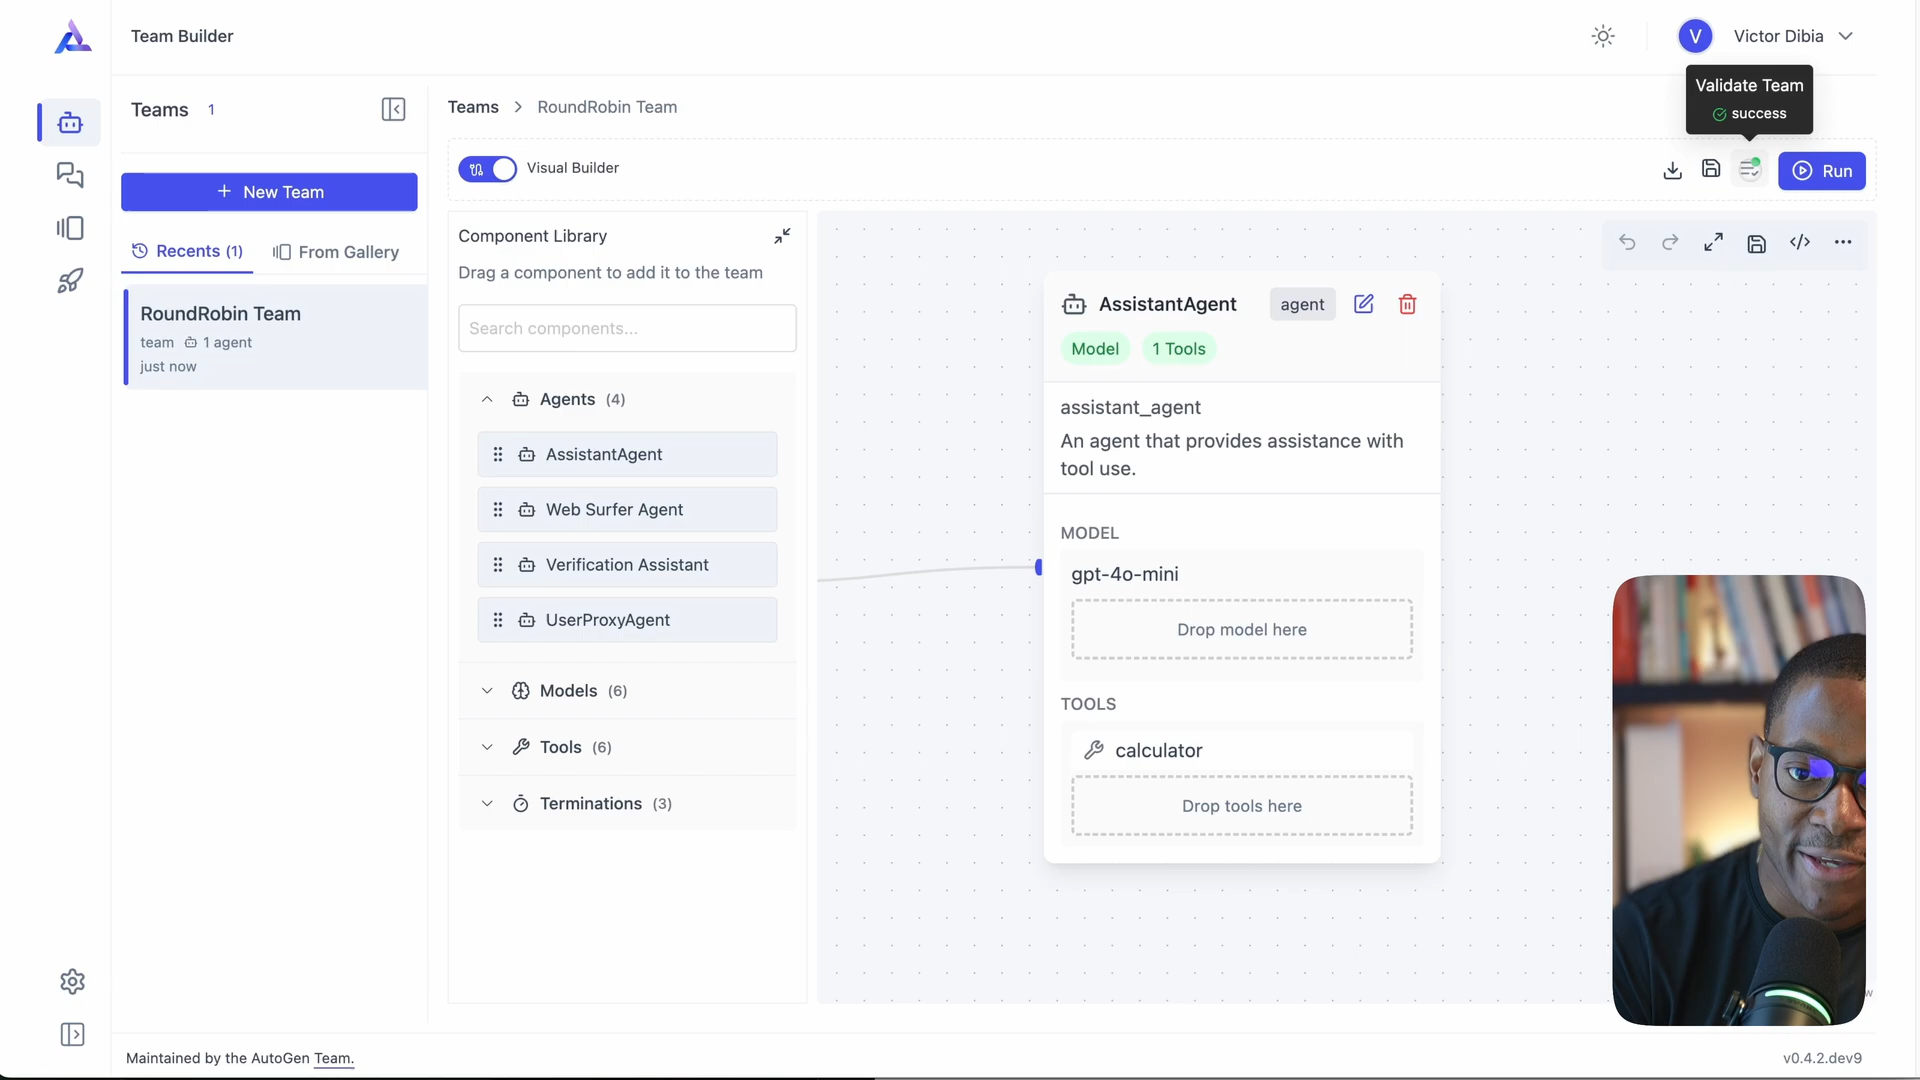 Team Builder
V
Victor Dibia
Validate Team
success
Teams 1
New Team
Recents (1)
From Gallery
RoundRobin Team
team 1 agent
just now
Teams > RoundRobin Team
Visual Builder
Run
Component Library
Drag a component to add it to the team
Search components...
Agents (4)
AssistantAgent
Web Surfer Agent
Verification Assistant
UserProxyAgent
Models (6)
Tools (6)
Terminations (3)
AssistantAgent
agent
Model
1 Tools
assistant_agent
An agent that provides assistance with
tool use.
MODEL
gpt-4o-mini
Drop model here
TOOLS
calculator
Drop tools here
Maintained by the AutoGen Team.
v0.4.2.dev9